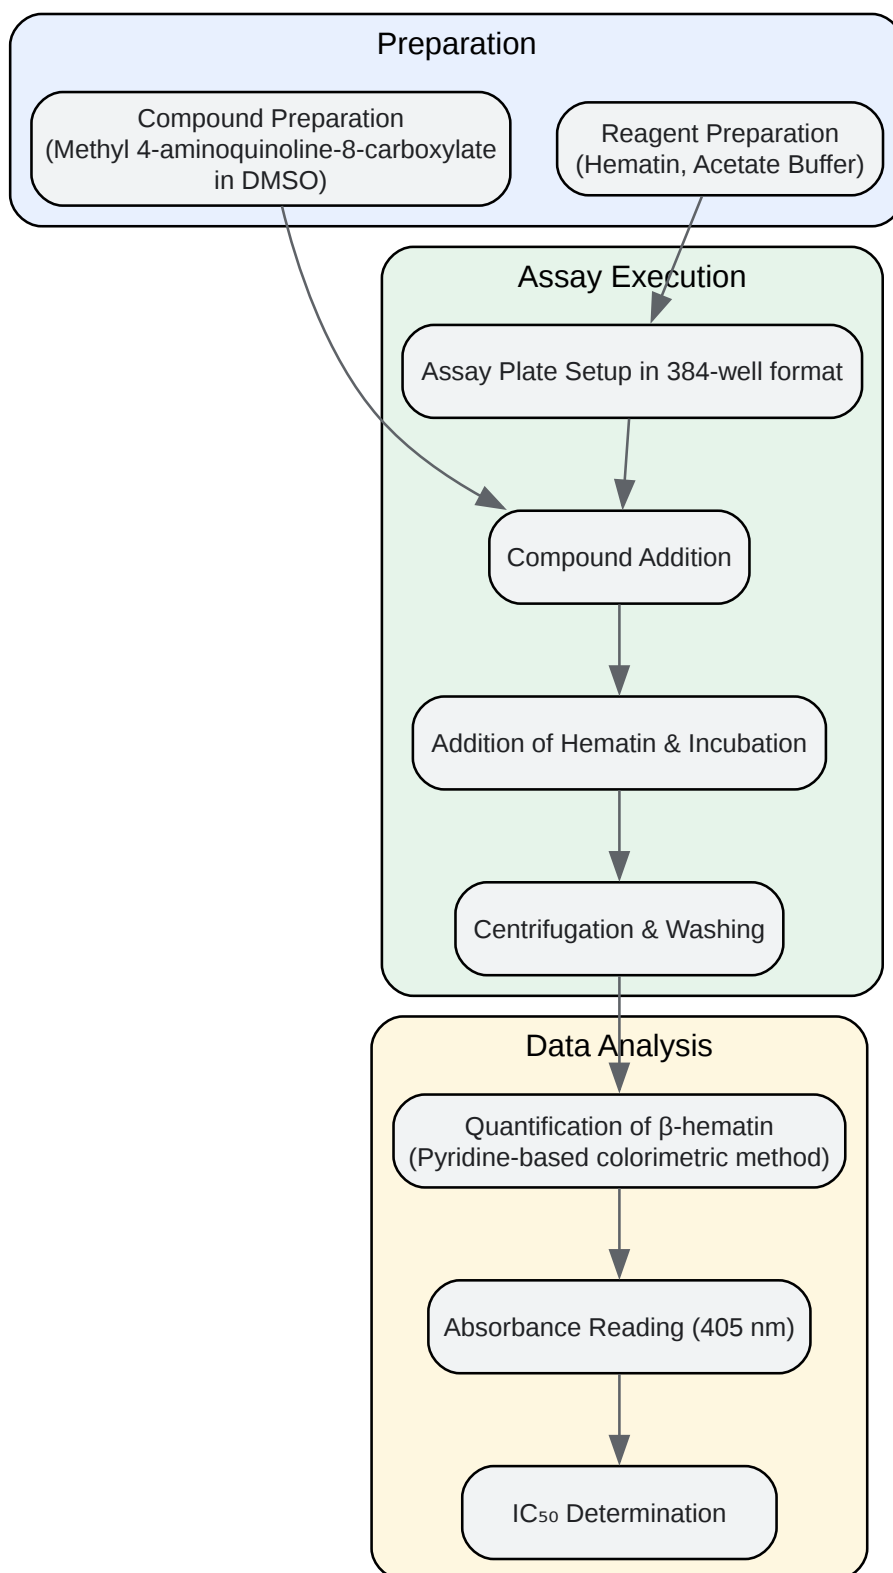 Preparation
Compound Preparation
(Methyl 4-aminoquinoline-8-carboxylate
in DMSO)
Reagent Preparation
(Hematin, Acetate Buffer)
Assay Execution
Assay Plate Setup in 384-well format
Compound Addition
Addition of Hematin & Incubation
Centrifugation & Washing
Data Analysis
Quantification of β-hematin
(Pyridine-based colorimetric method)
Absorbance Reading (405 nm)
IC₅₀ Determination